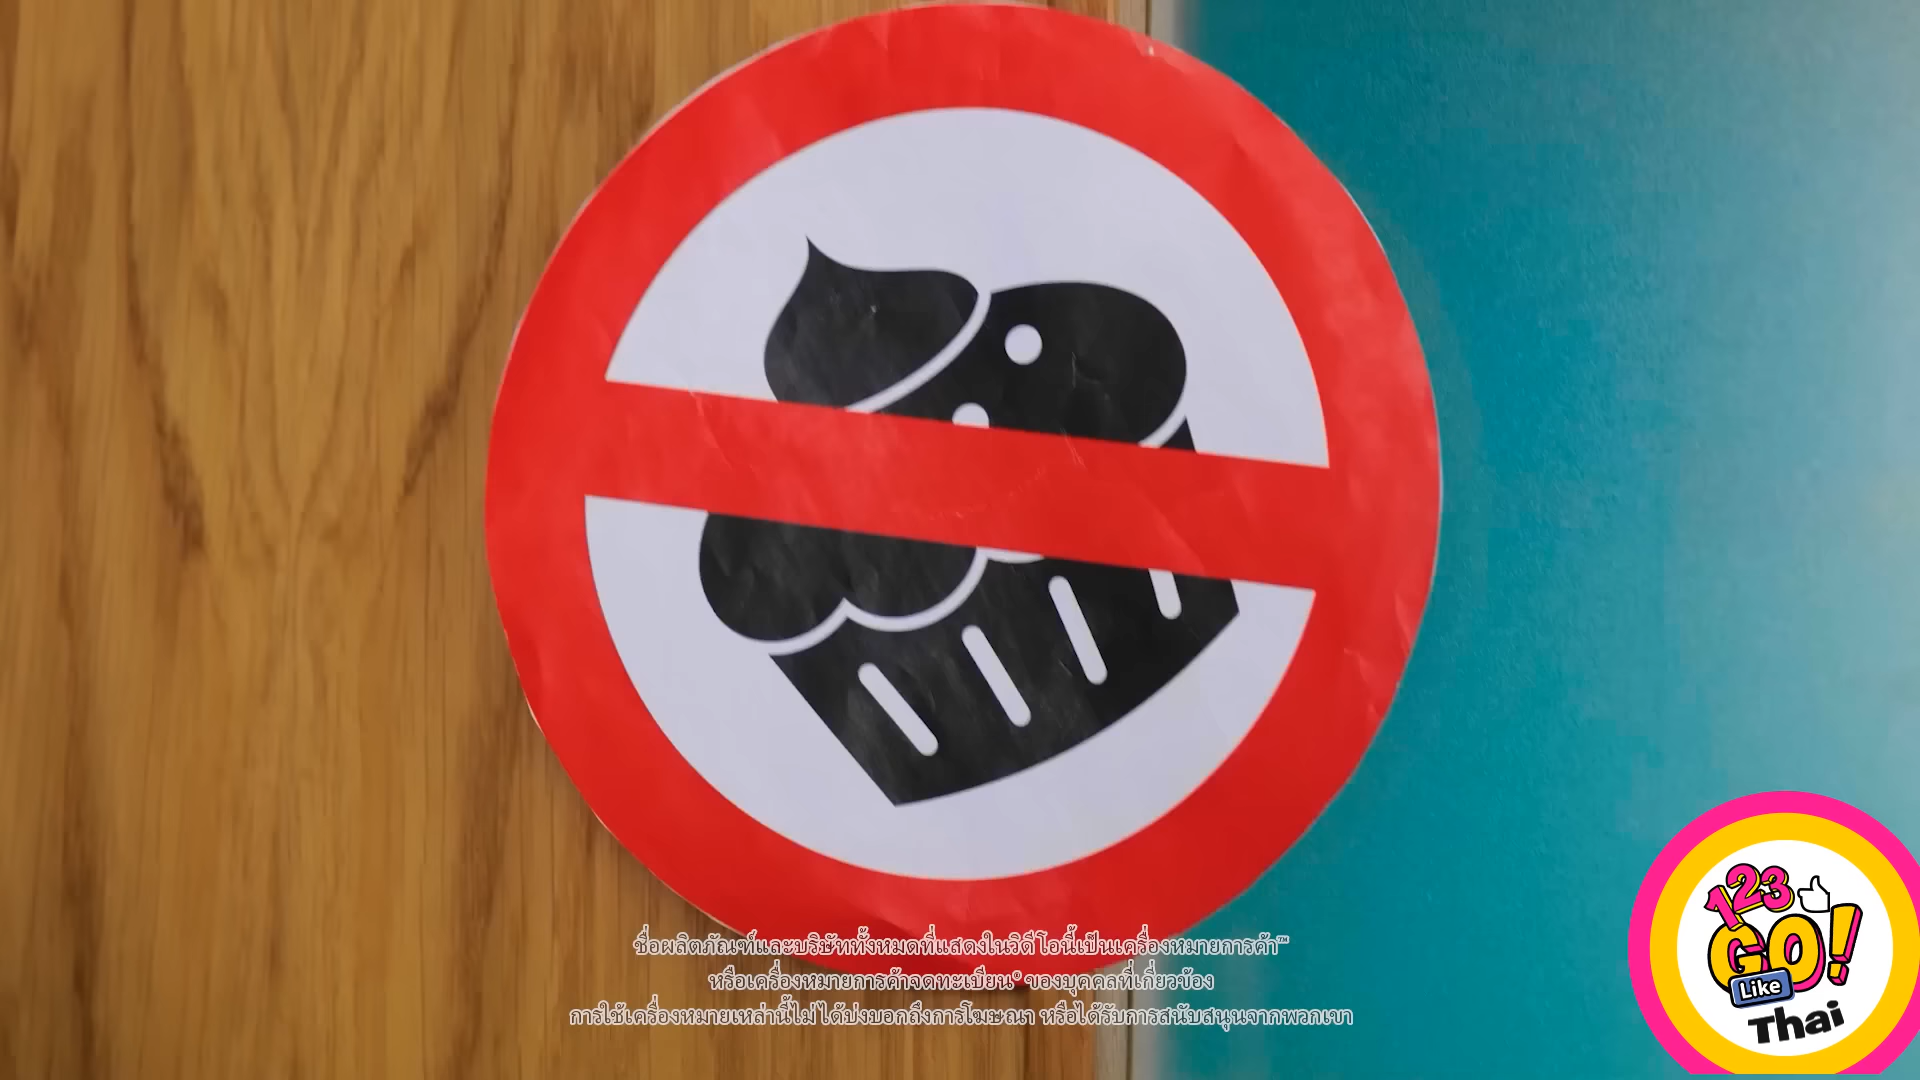 ชื่อผลิตภัณฑ์และบริษัททั้งหมดที่แสดงในวิดีโอนี้เป็นเครื่องหมายการค้า™
หรือเครื่องหมายการค้าจดทะเบียน® ของบุคคลที่เกี่ยวข้อง
การใช้เครื่องหมายเหล่านี้ไม่ได้บ่งบอกถึงการโฆษณา หรือได้รับการสนับสนุนจากพวกเขา
123
GO!
Like
Thai